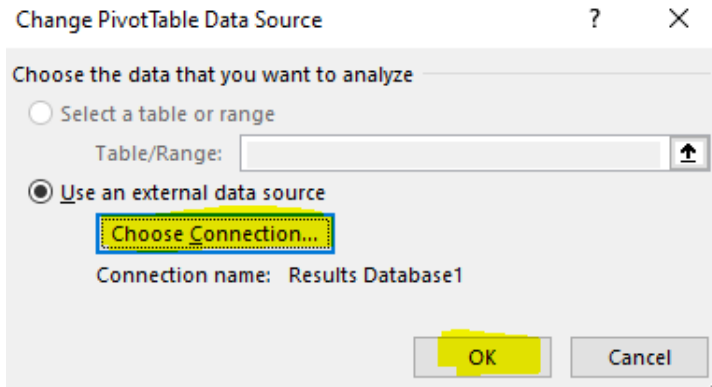 Change PivotTable Data Source ? X
Choose the data that you want to analyze
Select a table or range
Table/Range:
Use an external data source
Choose Connection...
Connection name: Results Database1
OK Cancel